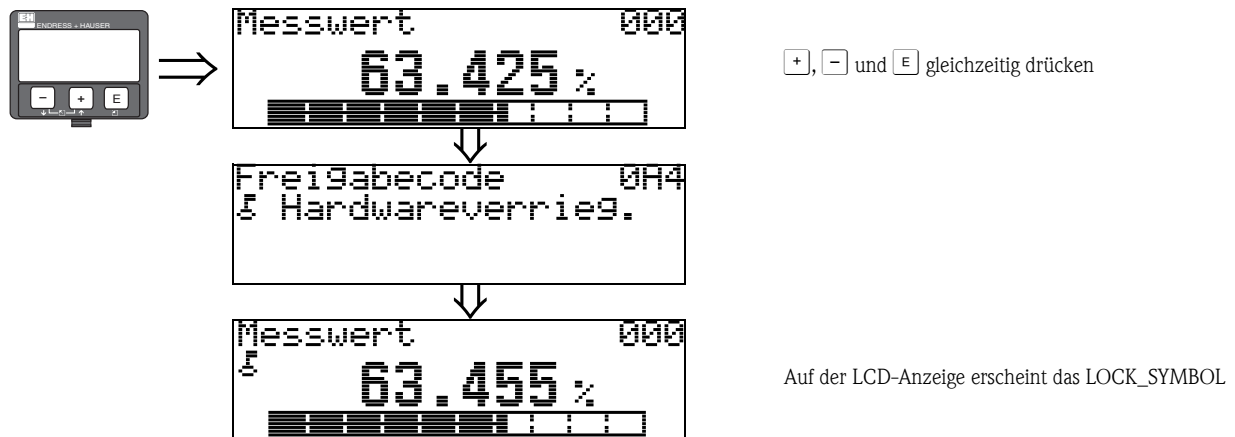 EH
ENDRESS + HAUSER
- + E
Messwert 000
63.425 %
+, - und E gleichzeitig drücken
Freigabecode 0A4
Hardwareverrieg.
Messwert 000
63.455 %
Auf der LCD-Anzeige erscheint das LOCK_SYMBOL